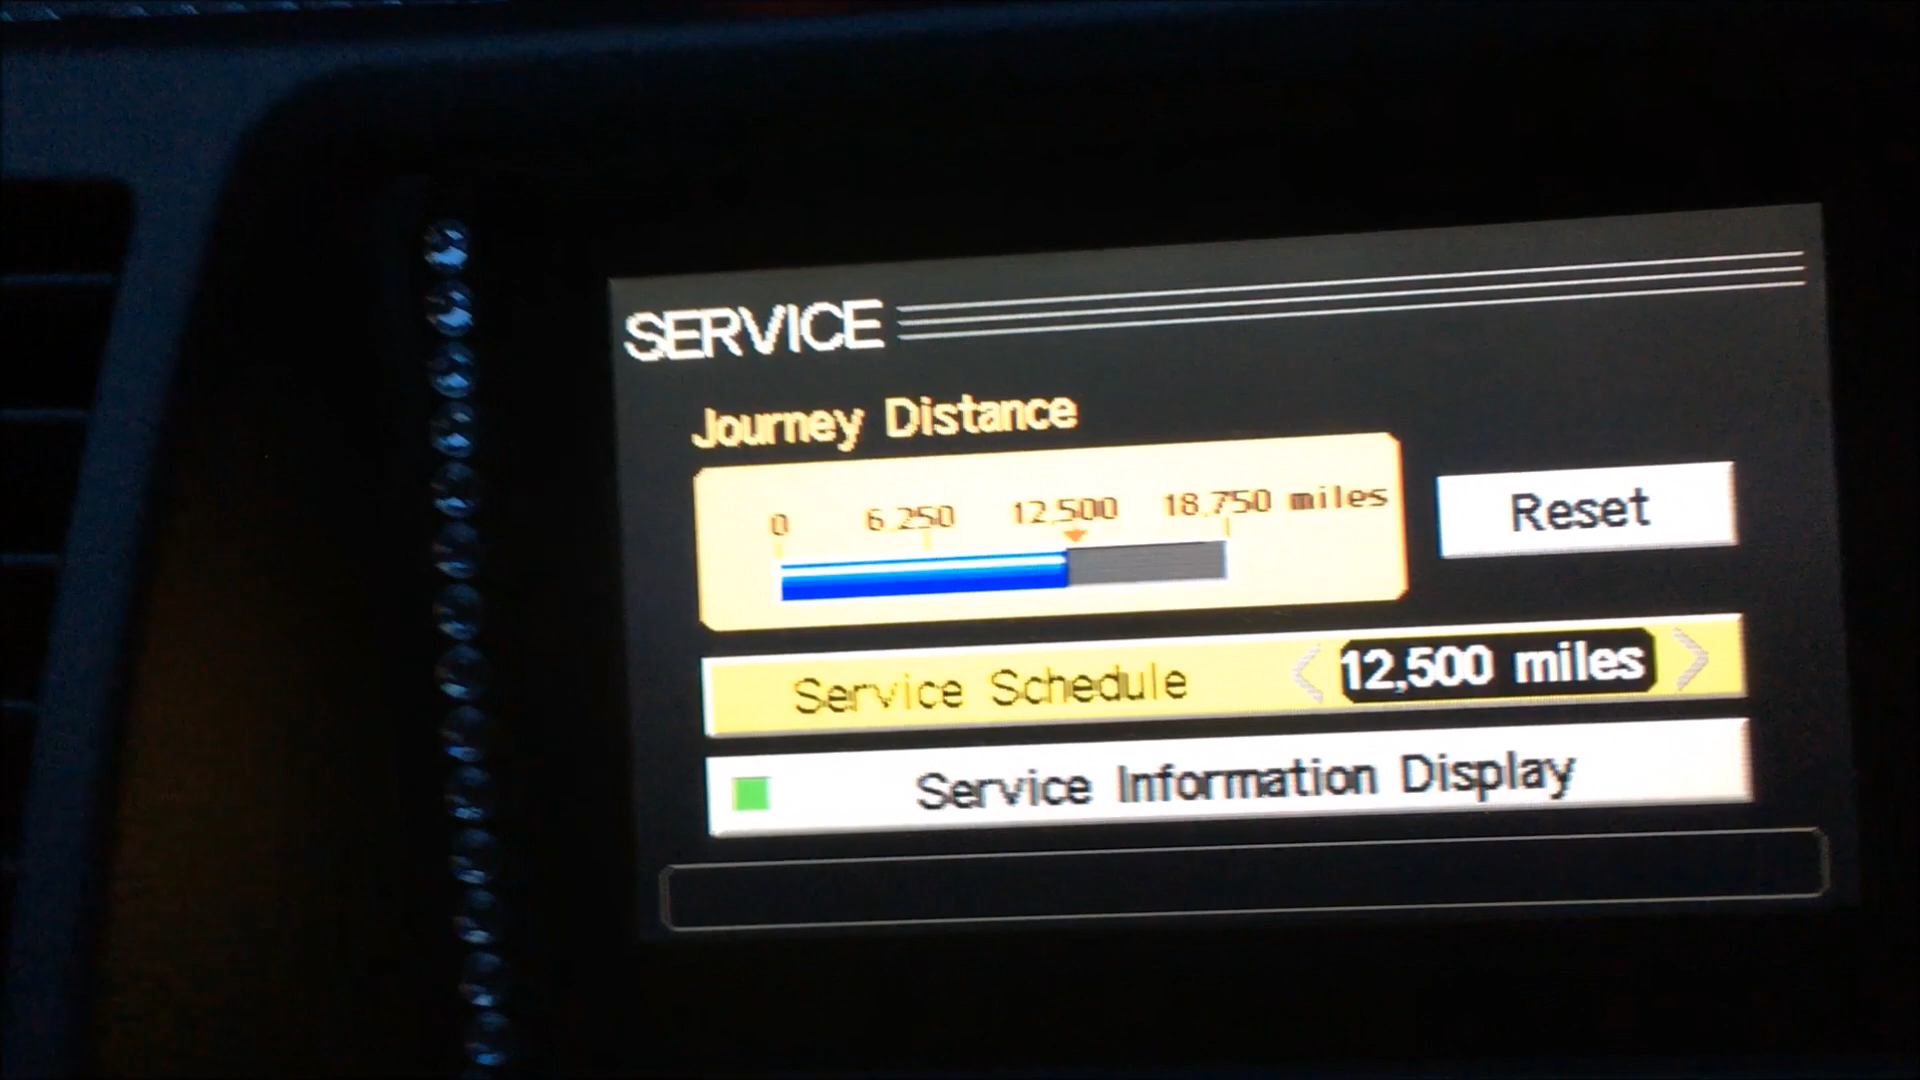 SERVICE
Journey Distance
0 6,250 12,500 18,750 miles
Reset
Service Schedule 12,500 miles
Service Information Display